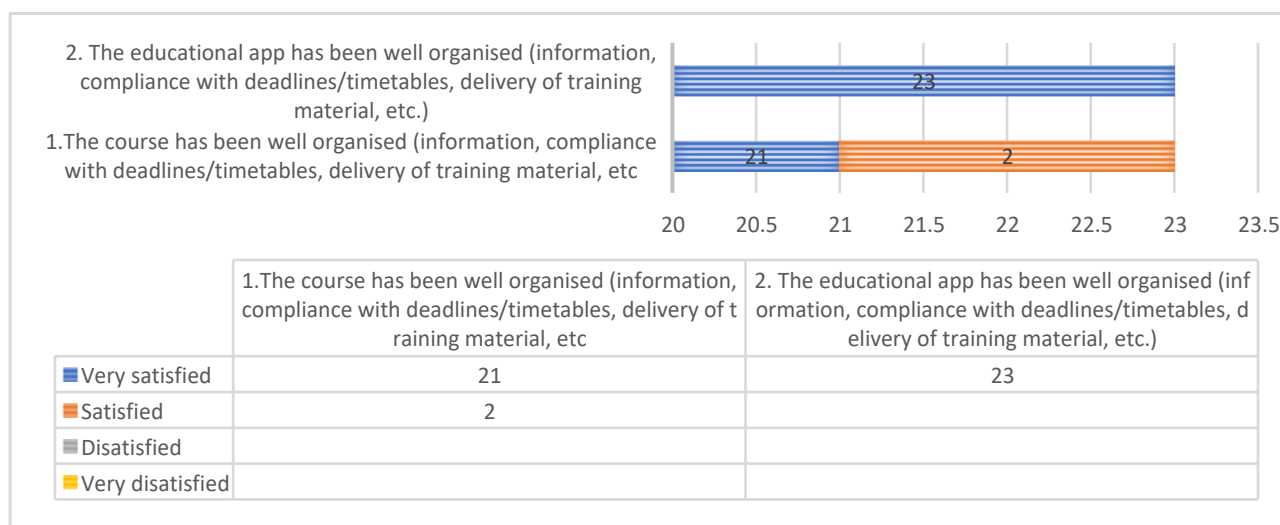 2. The educational app has been well organised (information,
compliance with deadlines/timetables, delivery of training
material, etc.)
23
1.The course has been well organised (information, compliance
with deadlines/timetables, delivery of training material, etc
21 2
20 20.5 21 21.5 22 22.5 23 23.5
1.The course has been well organised (information,
compliance with deadlines/timetables, delivery of t
raining material, etc
2. The educational app has been well organised (inf
ormation, compliance with deadlines/timetables, d
elivery of training material, etc.)
Very satisfied 21 23
Satisfied 2
Disatisfied
Very disatisfied